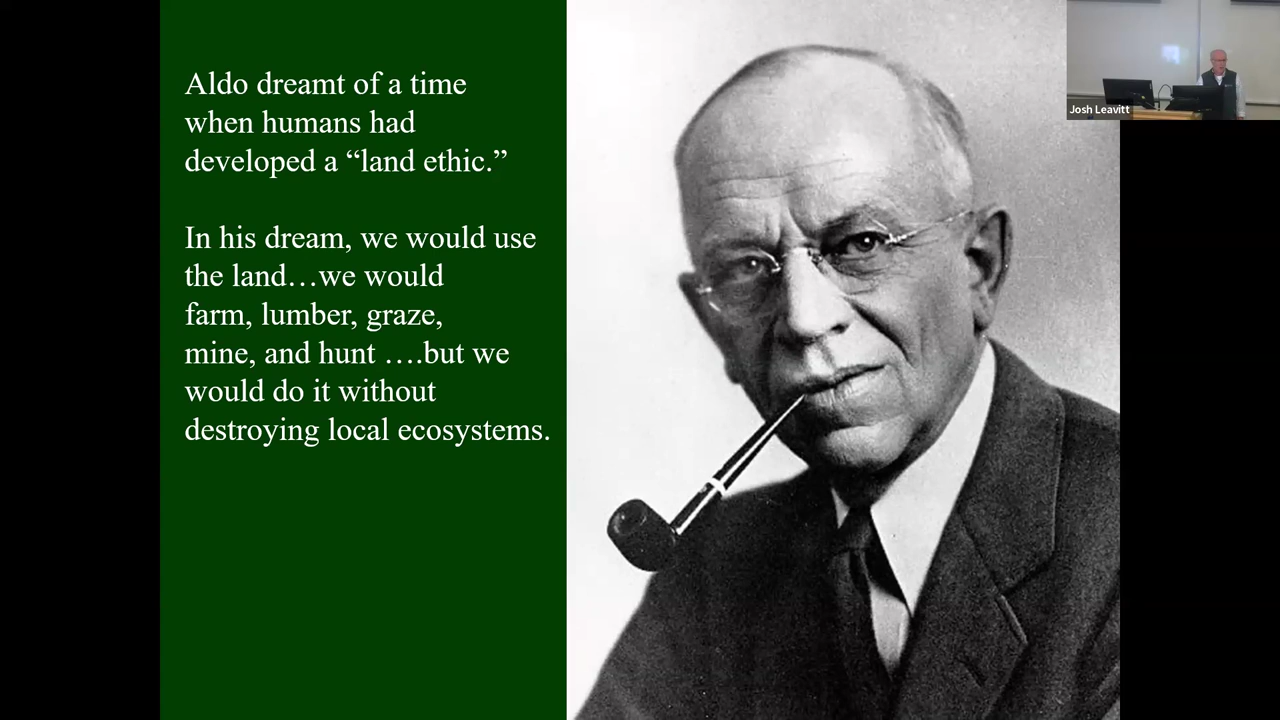 Aldo dreamt of a time
when humans had
developed a “land ethic.”
In his dream, we would use
the land…we would
farm, lumber, graze,
mine, and hunt ….but we
would do it without
destroying local ecosystems.
Josh Leavitt